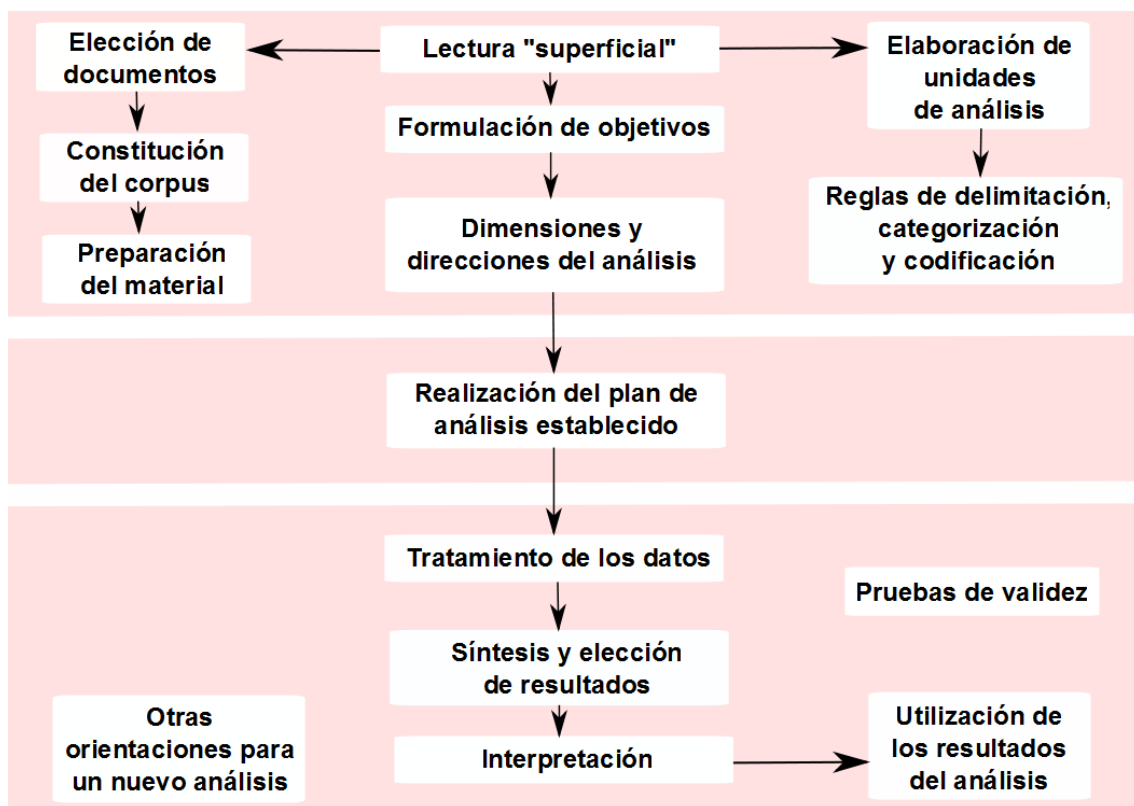 Elección de
documentos
Lectura "superficial"
Elaboración de
unidades
de análisis
Formulación de objetivos
Constitución
del corpus
Reglas de delimitación,
categorización
y codificación
Dimensiones y
direcciones del análisis
Preparación
del material
Realización del plan de
análisis establecido
Tratamiento de los datos
Pruebas de validez
Síntesis y elección
de resultados
Otras
orientaciones para
un nuevo análisis
Interpretación
Utilización de
los resultados
del análisis